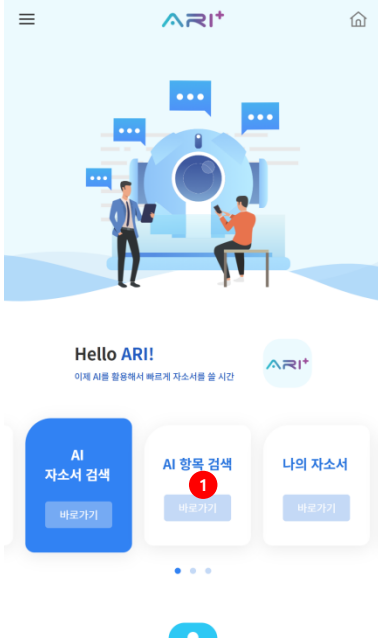 ARI+
Hello ARI!
이제 AI를 활용해서 빠르게 자소서를 쓸 시간
ARI+
AI
자소서 검색
바로가기
AI 항목 검색
1
바로가기
나의 자소서
바로가기